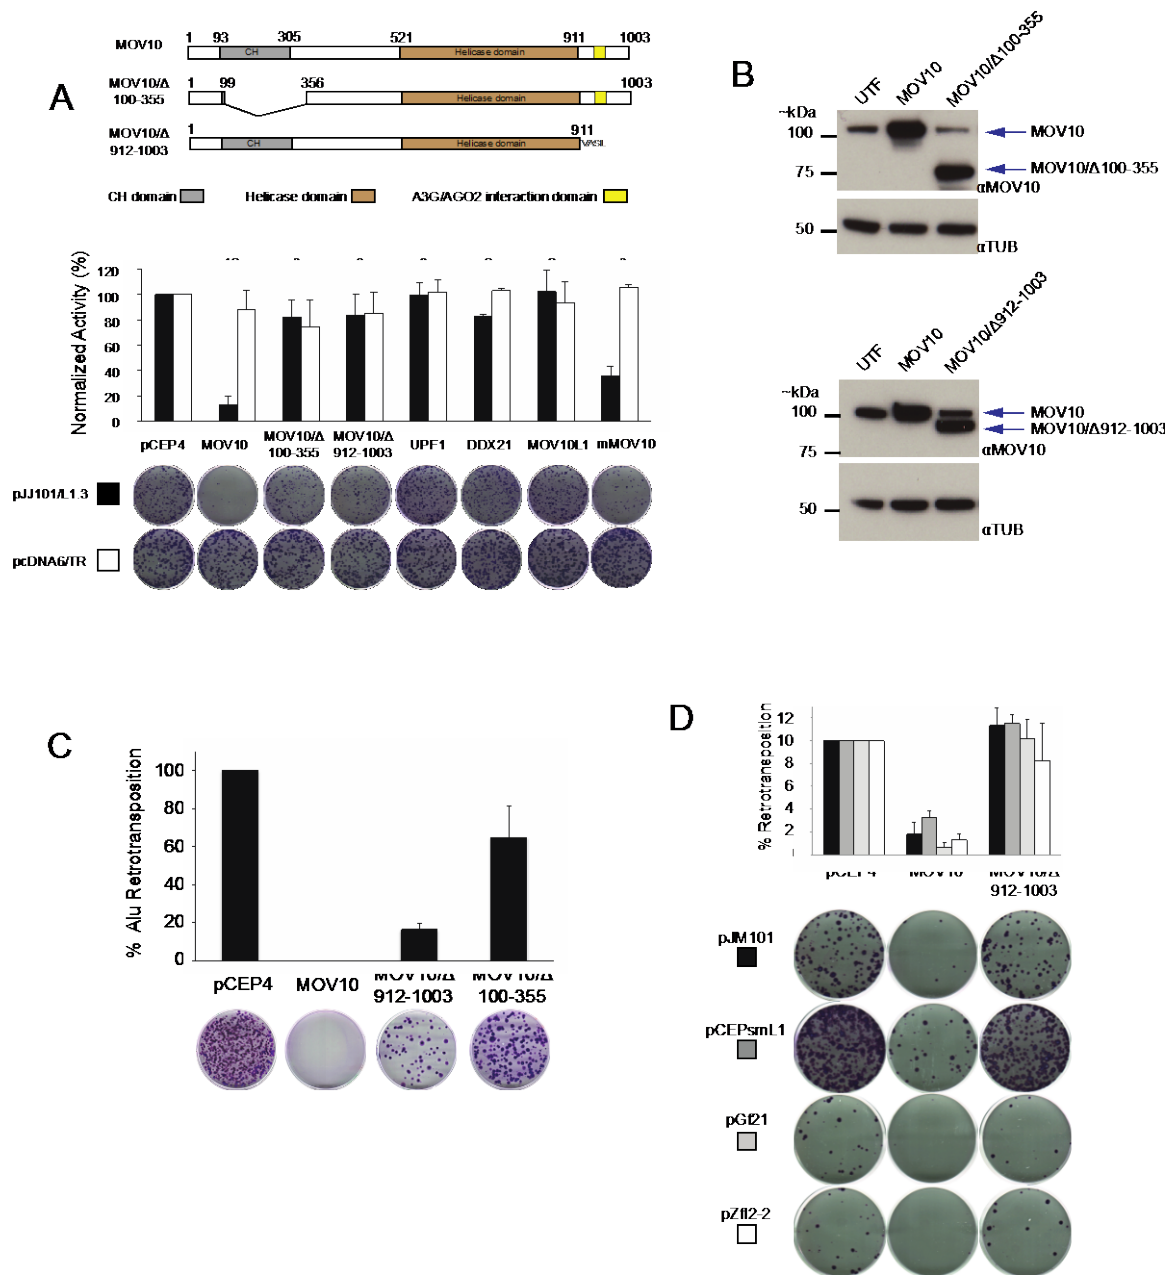 A
1 93 305 521 911 1003
MOV10
CH
Helicase domain
MOV10/Δ
100-355
1 99 356 1003
Helicase domain
MOV10/Δ
912-1003
1 911
CH
Helicase domain
CH domain
Helicase domain
A3G/AGO2 interaction domain
Normalized Activity (%)
120
100
80
60
40
20
0
pCEP4
MOV10
MOV10/Δ
100-355
MOV10/Δ
912-1003
UPF1
DDX21
MOV10L1
mMOV10
pJJ101/L1.3
pcDNA6/TR
B
UTF
MOV10
MOV10/Δ100-355
~kDa
100
75
50
MOV10
MOV10/Δ100-355
αMOV10
αTUB
UTF
MOV10
MOV10/Δ912-1003
~kDa
100
75
50
MOV10
MOV10/Δ912-1003
αMOV10
αTUB
C
% Alu Retrotransposition
100
80
60
40
20
0
pCEP4
MOV10
MOV10/Δ
912-1003
MOV10/Δ
100-355
D
% Retrotransposition
12
10
8
6
4
2
pCEP4
MOV10
MOV10/Δ
912-1003
pJM101
pCEPsmL1
pGf21
pZfl2-2